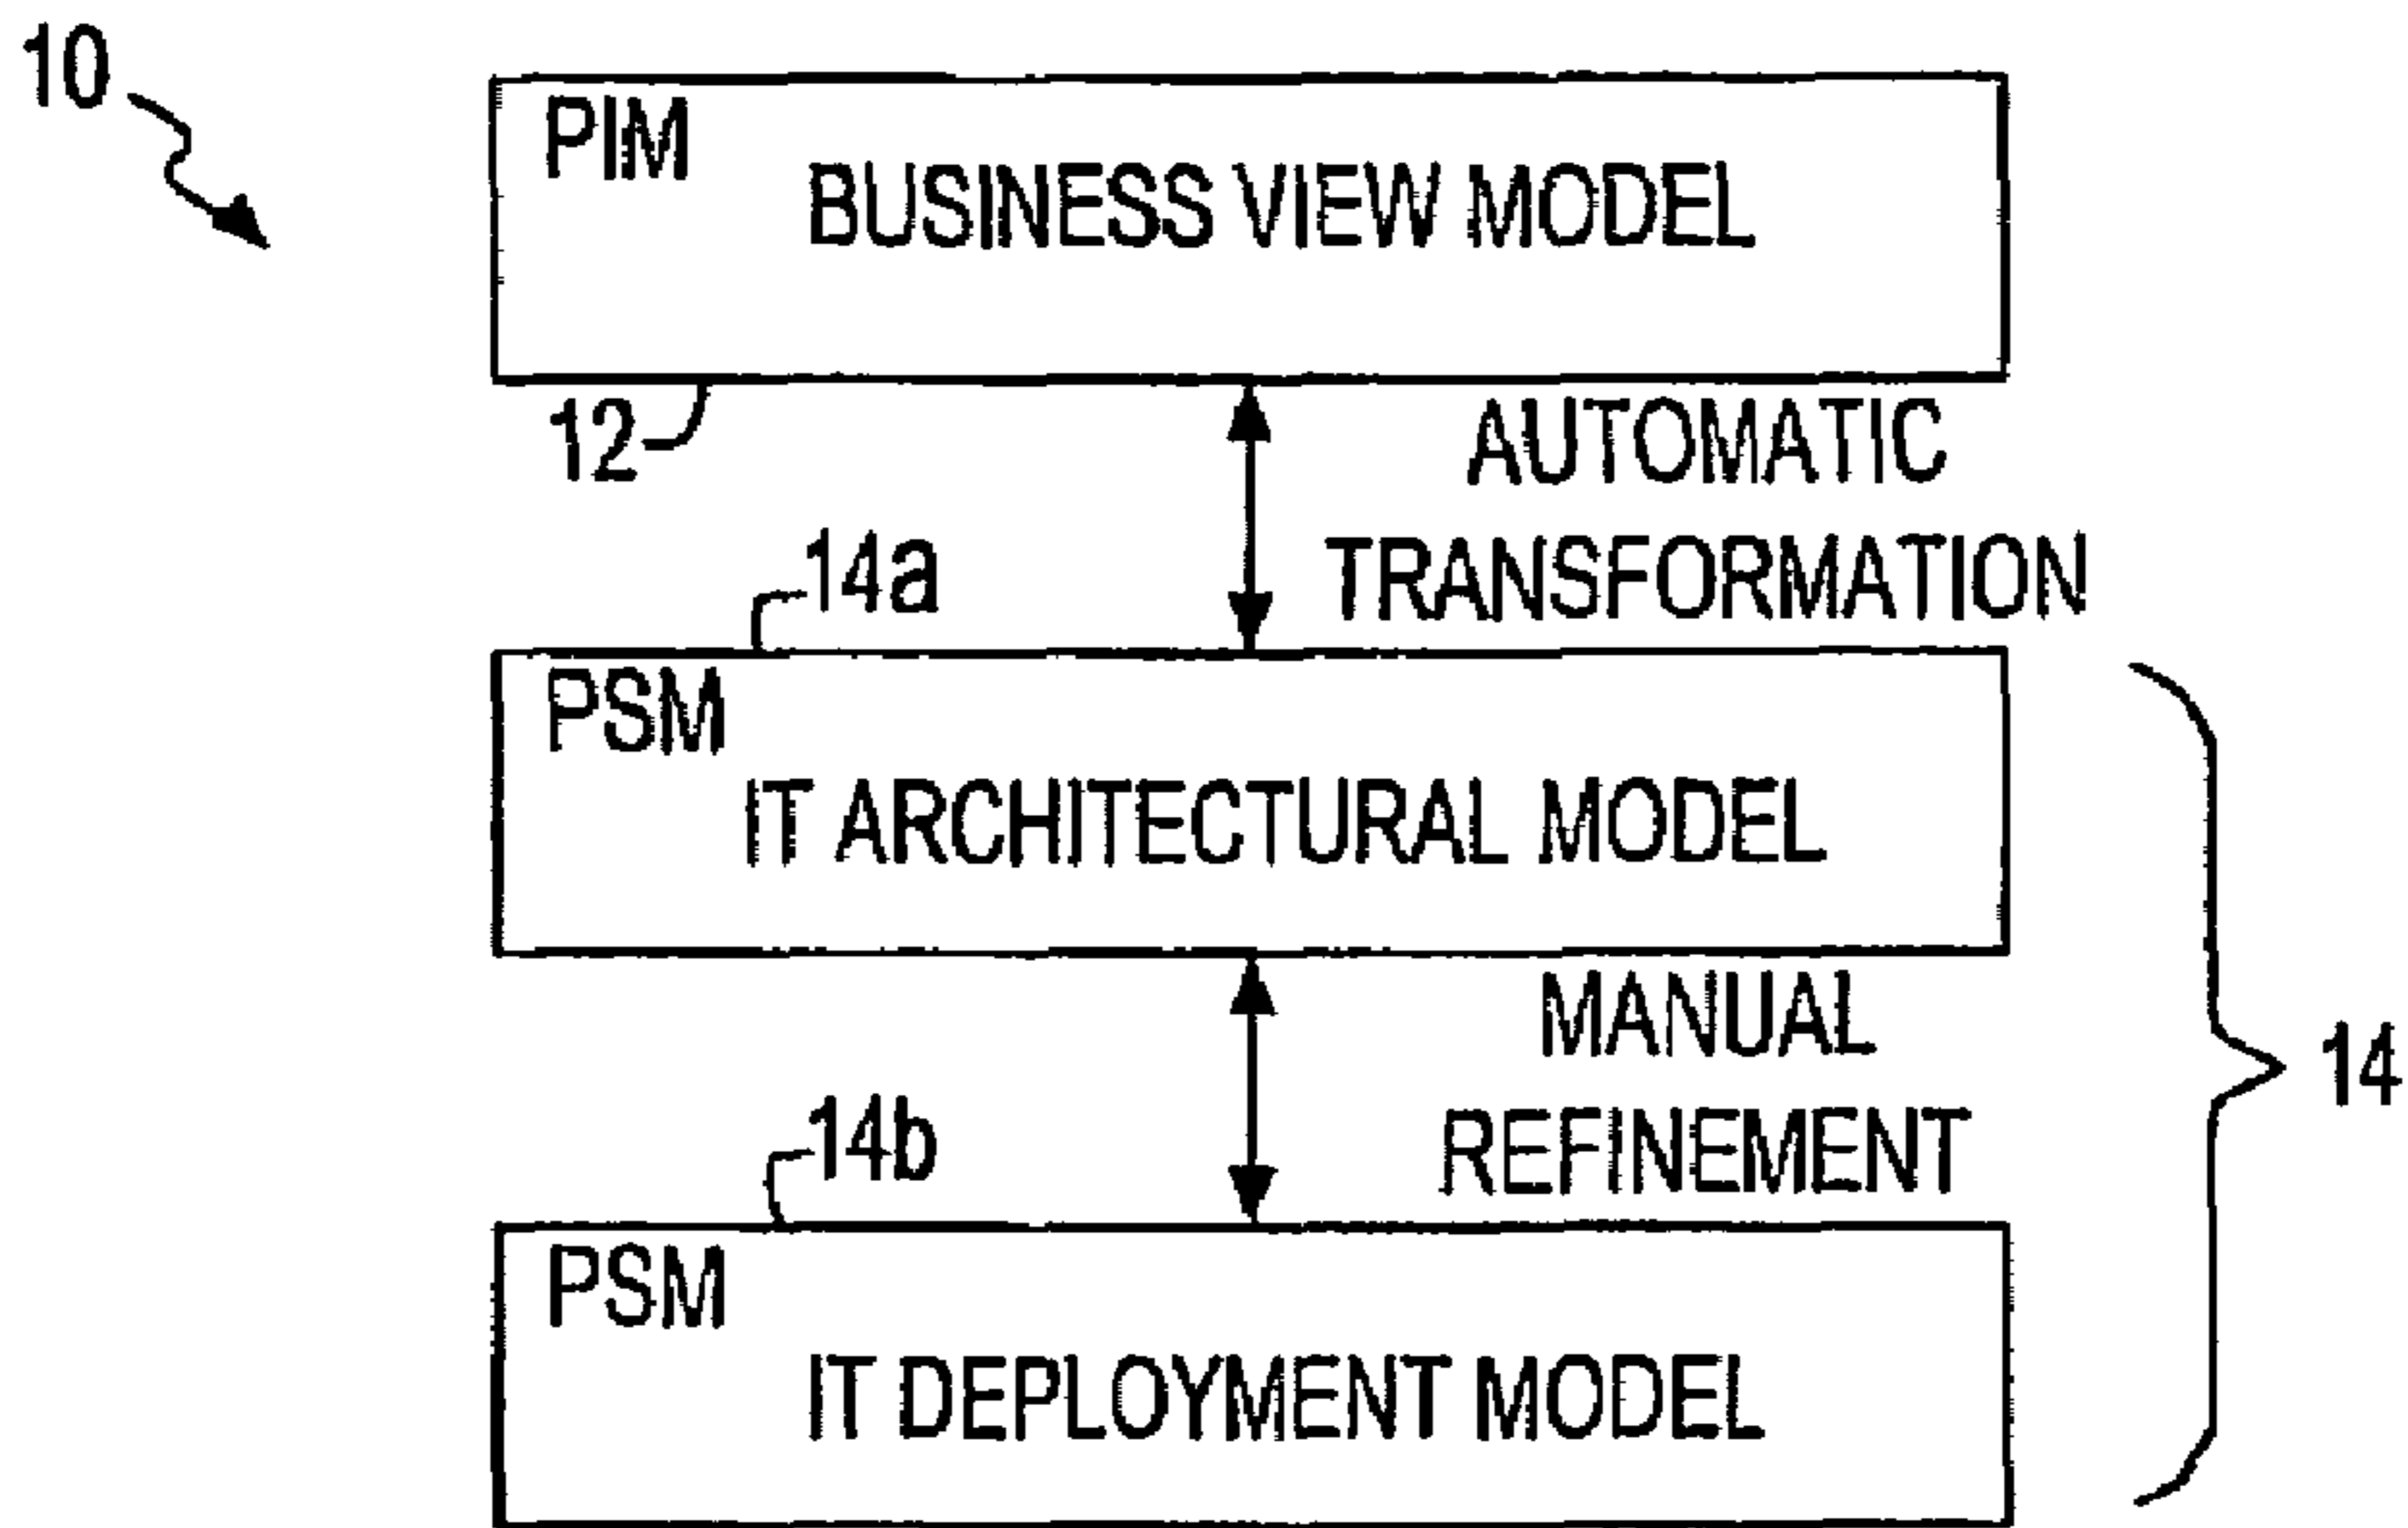 10
PIM
BUSINESS VIEW MODEL
12
AUTOMATIC
TRANSFORMATION
14a
PSM
IT ARCHITECTURAL MODEL
MANUAL
REFINEMENT
14
14b
PSM
IT DEPLOYMENT MODEL